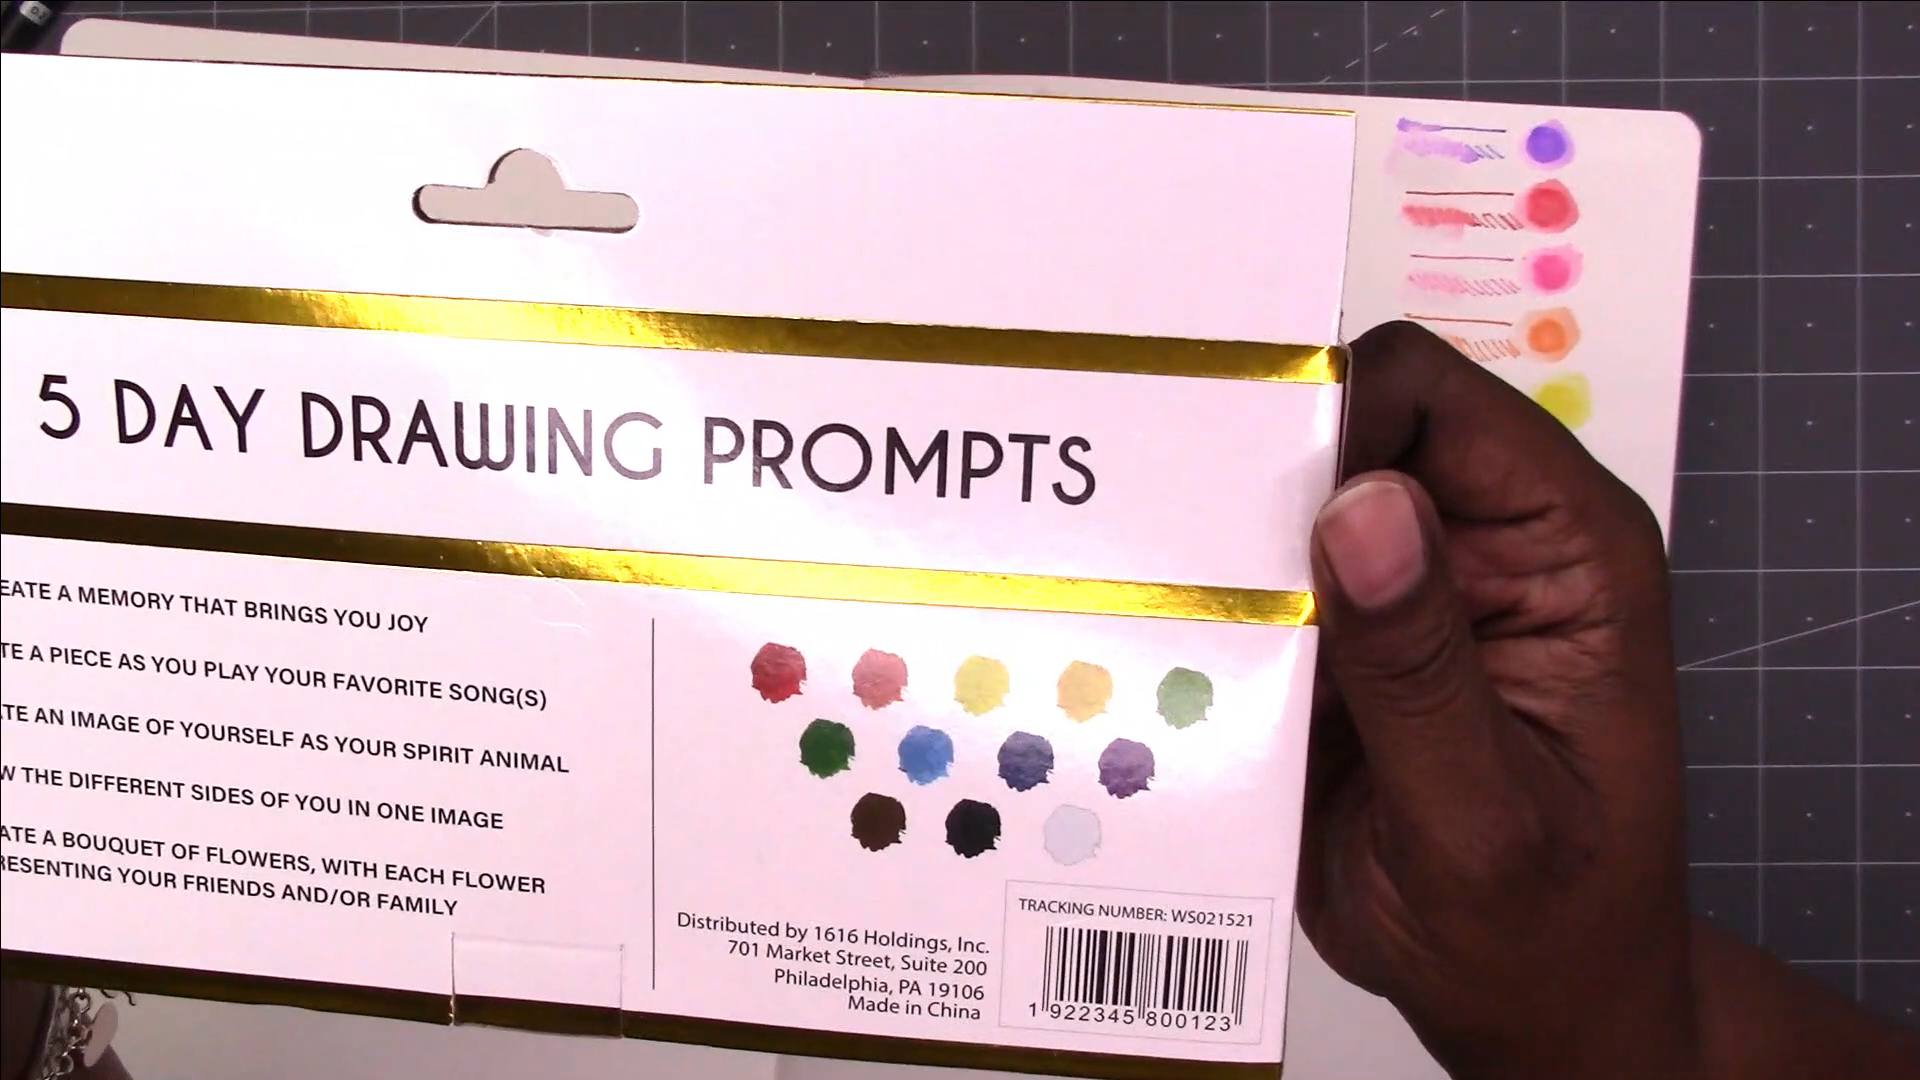 5 DAY DRAWING PROMPTS
EATE A MEMORY THAT BRINGS YOU JOY
TE A PIECE AS YOU PLAY YOUR FAVORITE SONG(S)
TE AN IMAGE OF YOURSELF AS YOUR SPIRIT ANIMAL
W THE DIFFERENT SIDES OF YOU IN ONE IMAGE
ATE A BOUQUET OF FLOWERS, WITH EACH FLOWER
RESENTING YOUR FRIENDS AND/OR FAMILY
Distributed by 1616 Holdings, Inc.
701 Market Street, Suite 200
Philadelphia, PA 19106
Made in China
TRACKING NUMBER: WS021521
1 922345 800123